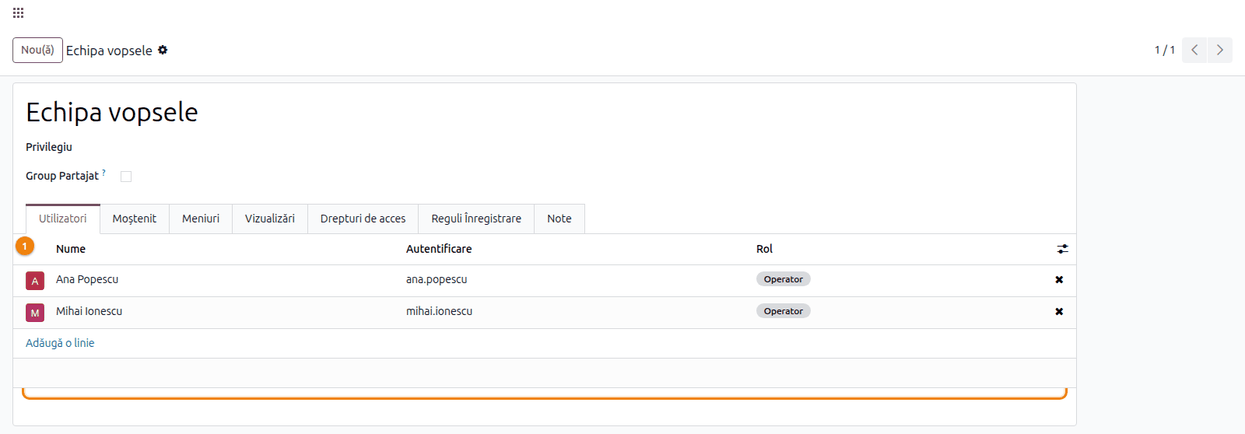 Nou(ă) Echipa vopsele 1 / 1
Echipa vopsele
Privilegiu
Group Partajat ?
Utilizatori Moștenit Meniuri Vizualizări Drepturi de acces Reguli Înregistrare Note
1 Nume Autentificare Rol
A Ana Popescu ana.popescu Operator
M Mihai Ionescu mihai.ionescu Operator
Adăugă o linie